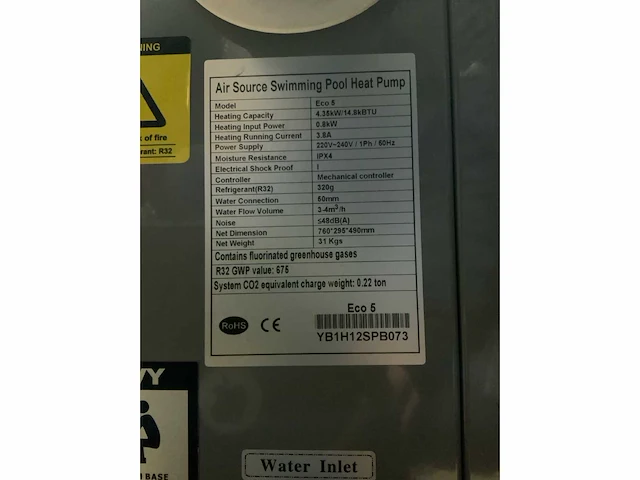 NING
k of fire
rant: R32
Air Source Swimming Pool Heat Pump
Model Eco 5
Heating Capacity 4.35kW/14.8kBTU
Heating Input Power 0.8kW
Heating Running Current 3.8A
Power Supply 220V~240V / 1Ph / 50Hz
Moisture Resistance IPX4
Electrical Shock Proof I
Controller Mechanical controller
Refrigerant(R32) 320g
Water Connection 50mm
Water Flow Volume 3-4m³/h
Noise ≤48dB(A)
Net Dimension 760*295*490mm
Net Weight 31 Kgs
Contains fluorinated greenhouse gases
R32 GWP value: 675
System CO2 equivalent charge weight: 0.22 ton
Eco 5
RoHS CE
YB1H12SPB073
VY
BASE
Water Inlet